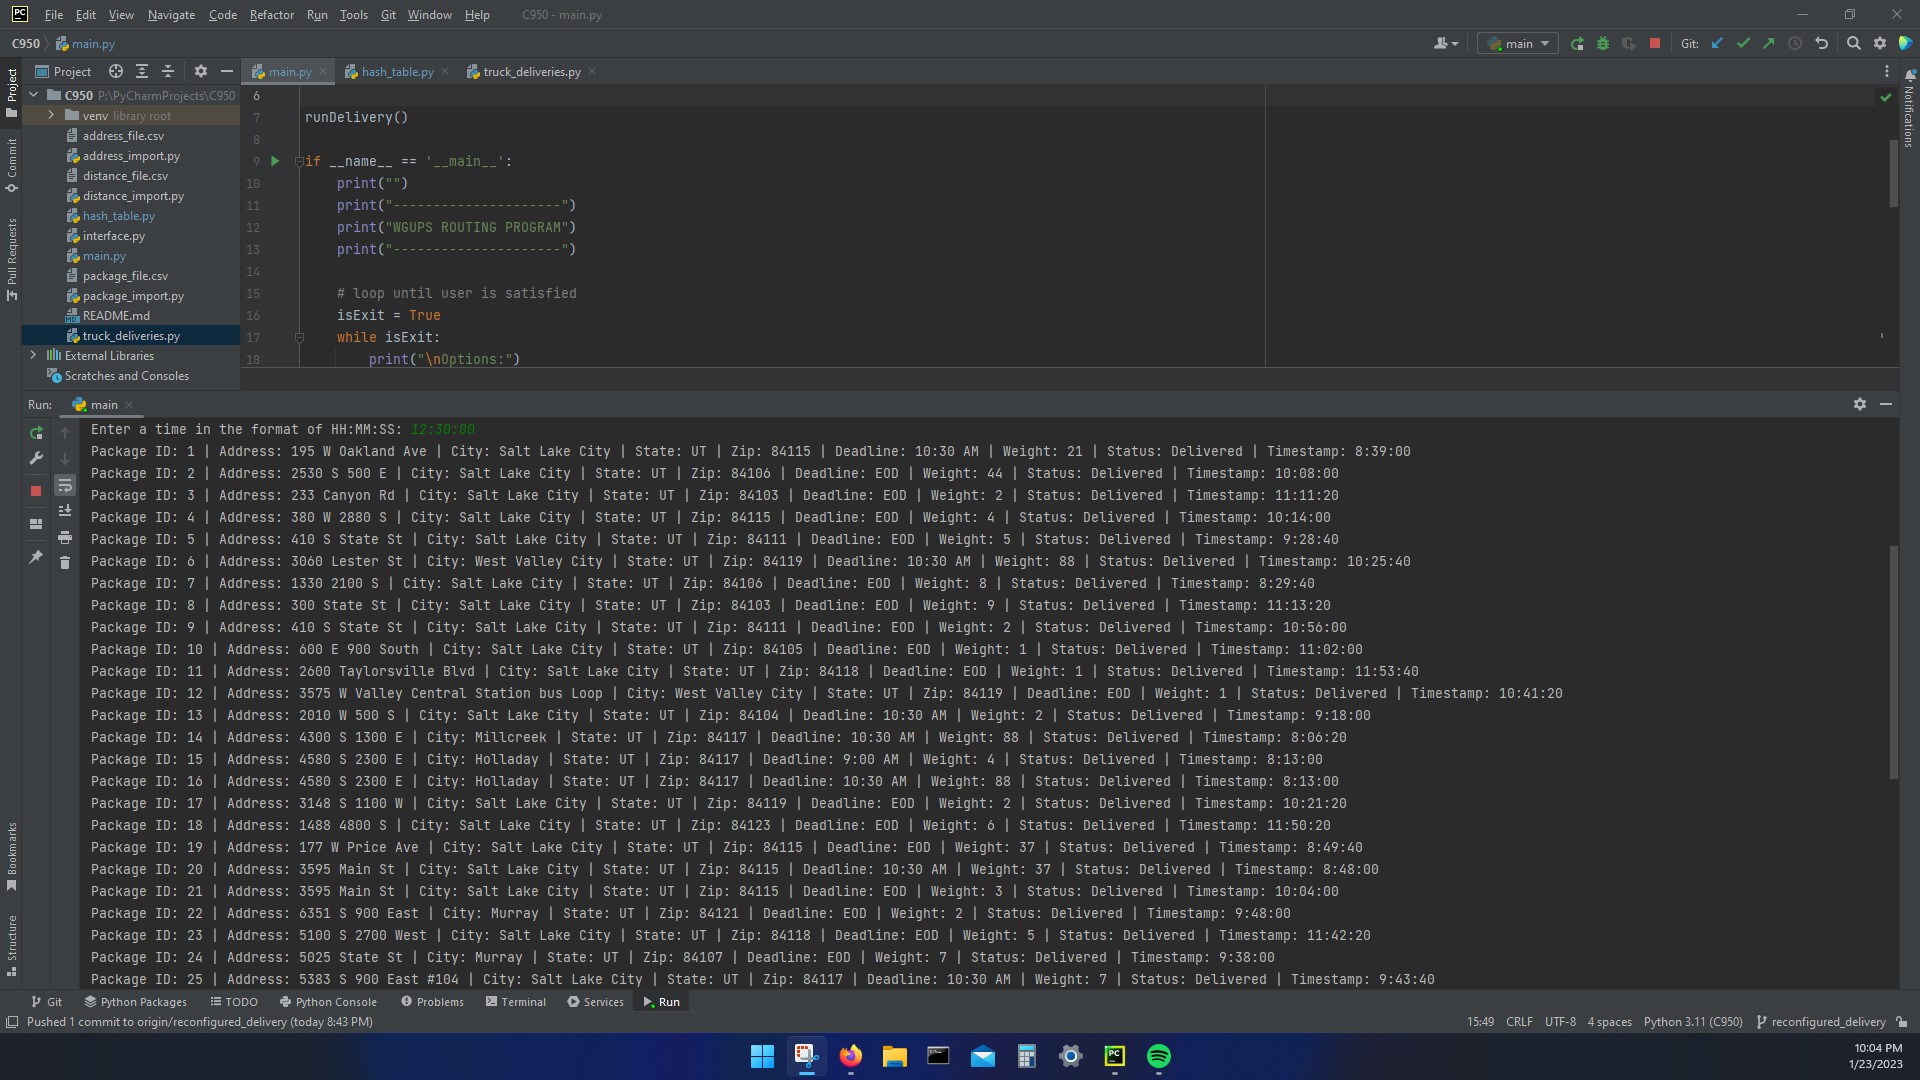 PC File Edit View Navigate Code Refactor Run Tools Git Window Help C950 - main.py
C950 main.py main Git:
Project main.py hash_table.py truck_deliveries.py
Project
Commit
Pull Requests
Bookmarks
Structure
Notifications
C950 P:\PyCharmProjects\C950
venv library root
address_file.csv
address_import.py
distance_file.csv
distance_import.py
hash_table.py
interface.py
main.py
package_file.csv
package_import.py
README.md
truck_deliveries.py
External Libraries
Scratches and Consoles
6
7 runDelivery()
8
9 if __name__ == '__main__':
10 print("")
11 print("---------------------")
12 print("WGUPS ROUTING PROGRAM")
13 print("---------------------")
14
15 # loop until user is satisfied
16 isExit = True
17 while isExit:
18 print("\nOptions:")
Run: main
Enter a time in the format of HH:MM:SS: 12:30:00
Package ID: 1 | Address: 195 W Oakland Ave | City: Salt Lake City | State: UT | Zip: 84115 | Deadline: 10:30 AM | Weight: 21 | Status: Delivered | Timestamp: 8:39:00
Package ID: 2 | Address: 2530 S 500 E | City: Salt Lake City | State: UT | Zip: 84106 | Deadline: EOD | Weight: 44 | Status: Delivered | Timestamp: 10:08:00
Package ID: 3 | Address: 233 Canyon Rd | City: Salt Lake City | State: UT | Zip: 84103 | Deadline: EOD | Weight: 2 | Status: Delivered | Timestamp: 11:11:20
Package ID: 4 | Address: 380 W 2880 S | City: Salt Lake City | State: UT | Zip: 84115 | Deadline: EOD | Weight: 4 | Status: Delivered | Timestamp: 10:14:00
Package ID: 5 | Address: 410 S State St | City: Salt Lake City | State: UT | Zip: 84111 | Deadline: EOD | Weight: 5 | Status: Delivered | Timestamp: 9:28:40
Package ID: 6 | Address: 3060 Lester St | City: West Valley City | State: UT | Zip: 84119 | Deadline: 10:30 AM | Weight: 88 | Status: Delivered | Timestamp: 10:25:40
Package ID: 7 | Address: 1330 2100 S | City: Salt Lake City | State: UT | Zip: 84106 | Deadline: EOD | Weight: 8 | Status: Delivered | Timestamp: 8:29:40
Package ID: 8 | Address: 300 State St | City: Salt Lake City | State: UT | Zip: 84103 | Deadline: EOD | Weight: 9 | Status: Delivered | Timestamp: 11:13:20
Package ID: 9 | Address: 410 S State St | City: Salt Lake City | State: UT | Zip: 84111 | Deadline: EOD | Weight: 2 | Status: Delivered | Timestamp: 10:56:00
Package ID: 10 | Address: 600 E 900 South | City: Salt Lake City | State: UT | Zip: 84105 | Deadline: EOD | Weight: 1 | Status: Delivered | Timestamp: 11:02:00
Package ID: 11 | Address: 2600 Taylorsville Blvd | City: Salt Lake City | State: UT | Zip: 84118 | Deadline: EOD | Weight: 1 | Status: Delivered | Timestamp: 11:53:40
Package ID: 12 | Address: 3575 W Valley Central Station bus Loop | City: West Valley City | State: UT | Zip: 84119 | Deadline: EOD | Weight: 1 | Status: Delivered | Timestamp: 10:41:20
Package ID: 13 | Address: 2010 W 500 S | City: Salt Lake City | State: UT | Zip: 84104 | Deadline: 10:30 AM | Weight: 2 | Status: Delivered | Timestamp: 9:18:00
Package ID: 14 | Address: 4300 S 1300 E | City: Millcreek | State: UT | Zip: 84117 | Deadline: 10:30 AM | Weight: 88 | Status: Delivered | Timestamp: 8:06:20
Package ID: 15 | Address: 4580 S 2300 E | City: Holladay | State: UT | Zip: 84117 | Deadline: 9:00 AM | Weight: 4 | Status: Delivered | Timestamp: 8:13:00
Package ID: 16 | Address: 4580 S 2300 E | City: Holladay | State: UT | Zip: 84117 | Deadline: 10:30 AM | Weight: 88 | Status: Delivered | Timestamp: 8:13:00
Package ID: 17 | Address: 3148 S 1100 W | City: Salt Lake City | State: UT | Zip: 84119 | Deadline: EOD | Weight: 2 | Status: Delivered | Timestamp: 10:21:20
Package ID: 18 | Address: 1488 4800 S | City: Salt Lake City | State: UT | Zip: 84123 | Deadline: EOD | Weight: 6 | Status: Delivered | Timestamp: 11:50:20
Package ID: 19 | Address: 177 W Price Ave | City: Salt Lake City | State: UT | Zip: 84115 | Deadline: EOD | Weight: 37 | Status: Delivered | Timestamp: 8:49:40
Package ID: 20 | Address: 3595 Main St | City: Salt Lake City | State: UT | Zip: 84115 | Deadline: 10:30 AM | Weight: 37 | Status: Delivered | Timestamp: 8:48:00
Package ID: 21 | Address: 3595 Main St | City: Salt Lake City | State: UT | Zip: 84115 | Deadline: EOD | Weight: 3 | Status: Delivered | Timestamp: 10:04:00
Package ID: 22 | Address: 6351 S 900 East | City: Murray | State: UT | Zip: 84121 | Deadline: EOD | Weight: 2 | Status: Delivered | Timestamp: 9:48:00
Package ID: 23 | Address: 5100 S 2700 West | City: Salt Lake City | State: UT | Zip: 84118 | Deadline: EOD | Weight: 5 | Status: Delivered | Timestamp: 11:42:20
Package ID: 24 | Address: 5025 State St | City: Murray | State: UT | Zip: 84107 | Deadline: EOD | Weight: 7 | Status: Delivered | Timestamp: 9:38:00
Package ID: 25 | Address: 5383 S 900 East #104 | City: Salt Lake City | State: UT | Zip: 84117 | Deadline: 10:30 AM | Weight: 7 | Status: Delivered | Timestamp: 9:43:40
Git Python Packages TODO Python Console Problems Terminal Services Run
Pushed 1 commit to origin/reconfigured_delivery (today 8:43 PM) 15:49 CRLF UTF-8 4 spaces Python 3.11 (C950) reconfigured_delivery
PC
10:04 PM
1/23/2023